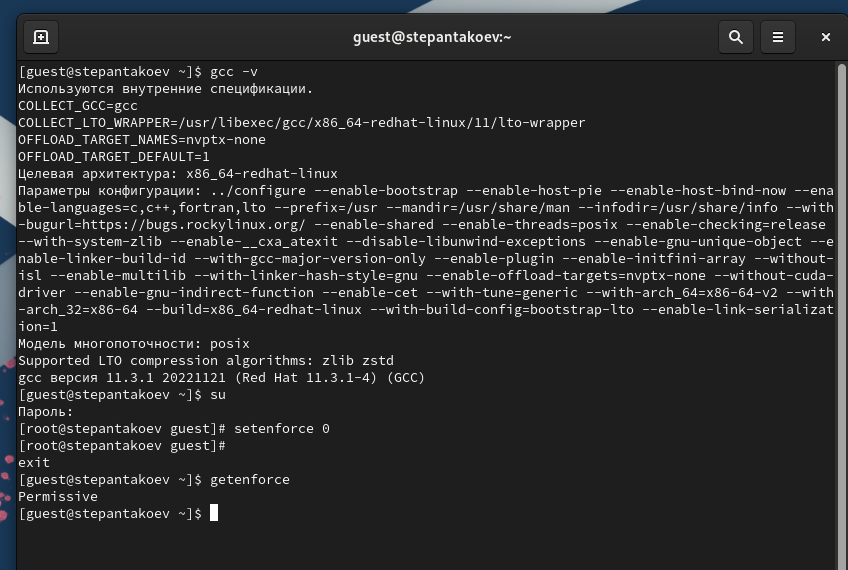 guest@stepantakoev:~
[guest@stepantakoev ~]$ gcc -v
Используются внутренние спецификации.
COLLECT_GCC=gcc
COLLECT_LTO_WRAPPER=/usr/libexec/gcc/x86_64-redhat-linux/11/lto-wrapper
OFFLOAD_TARGET_NAMES=nvptx-none
OFFLOAD_TARGET_DEFAULT=1
Целевая архитектура: x86_64-redhat-linux
Параметры конфигурации: ../configure --enable-bootstrap --enable-host-pie --enable-host-bind-now --ena
ble-languages=c,c++,fortran,lto --prefix=/usr --mandir=/usr/share/man --infodir=/usr/share/info --with
-bugurl=https://bugs.rockylinux.org/ --enable-shared --enable-threads=posix --enable-checking=release
--with-system-zlib --enable-__cxa_atexit --disable-libunwind-exceptions --enable-gnu-unique-object --e
nable-linker-build-id --with-gcc-major-version-only --enable-plugin --enable-initfini-array --without-
isl --enable-multilib --with-linker-hash-style=gnu --enable-offload-targets=nvptx-none --without-cuda-
driver --enable-gnu-indirect-function --enable-cet --with-tune=generic --with-arch_64=x86-64-v2 --with
-arch_32=x86-64 --build=x86_64-redhat-linux --with-build-config=bootstrap-lto --enable-link-serializat
ion=1
Модель многопоточности: posix
Supported LTO compression algorithms: zlib zstd
gcc версия 11.3.1 20221121 (Red Hat 11.3.1-4) (GCC)
[guest@stepantakoev ~]$ su
Пароль:
[root@stepantakoev guest]# setenforce 0
[root@stepantakoev guest]#
exit
[guest@stepantakoev ~]$ getenforce
Permissive
[guest@stepantakoev ~]$